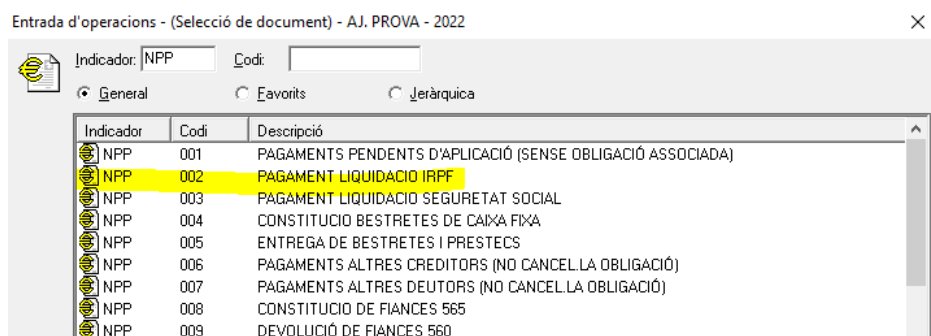 Entrada d'operacions - (Selecció de document) - AJ. PROVA - 2022
Indicador: NPP Codi:
General Favorits Jeràrquica
Indicador Codi Descripció
NPP 001 PAGAMENTS PENDENTS D'APLICACIÓ (SENSE OBLIGACIÓ ASSOCIADA)
NPP 002 PAGAMENT LIQUIDACIO IRPF
NPP 003 PAGAMENT LIQUIDACIO SEGURETAT SOCIAL
NPP 004 CONSTITUCIO BESTRETES DE CAIXA FIXA
NPP 005 ENTREGA DE BESTRETES I PRESTECS
NPP 006 PAGAMENTS ALTRES CREDITORS (NO CANCEL.LA OBLIGACIÓ)
NPP 007 PAGAMENTS ALTRES DEUTORS (NO CANCEL.LA OBLIGACIÓ)
NPP 008 CONSTITUCIO DE FIANCES 565
NPP 009 DEVOLUCIÓ DE FIANCES 560